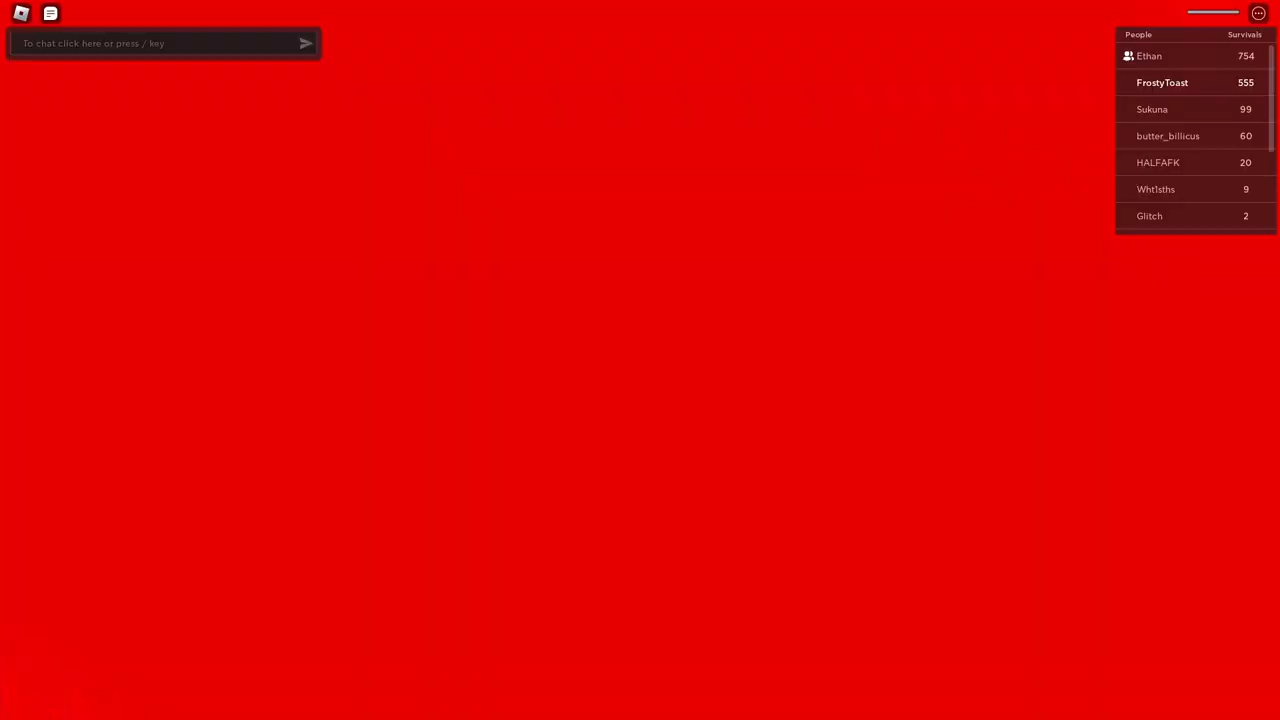 To chat click here or press / key
People Survivals
Ethan 754
FrostyToast 555
Sukuna 99
butter_billicus 60
HALFAFK 20
Wht1sths 9
Glitch 2